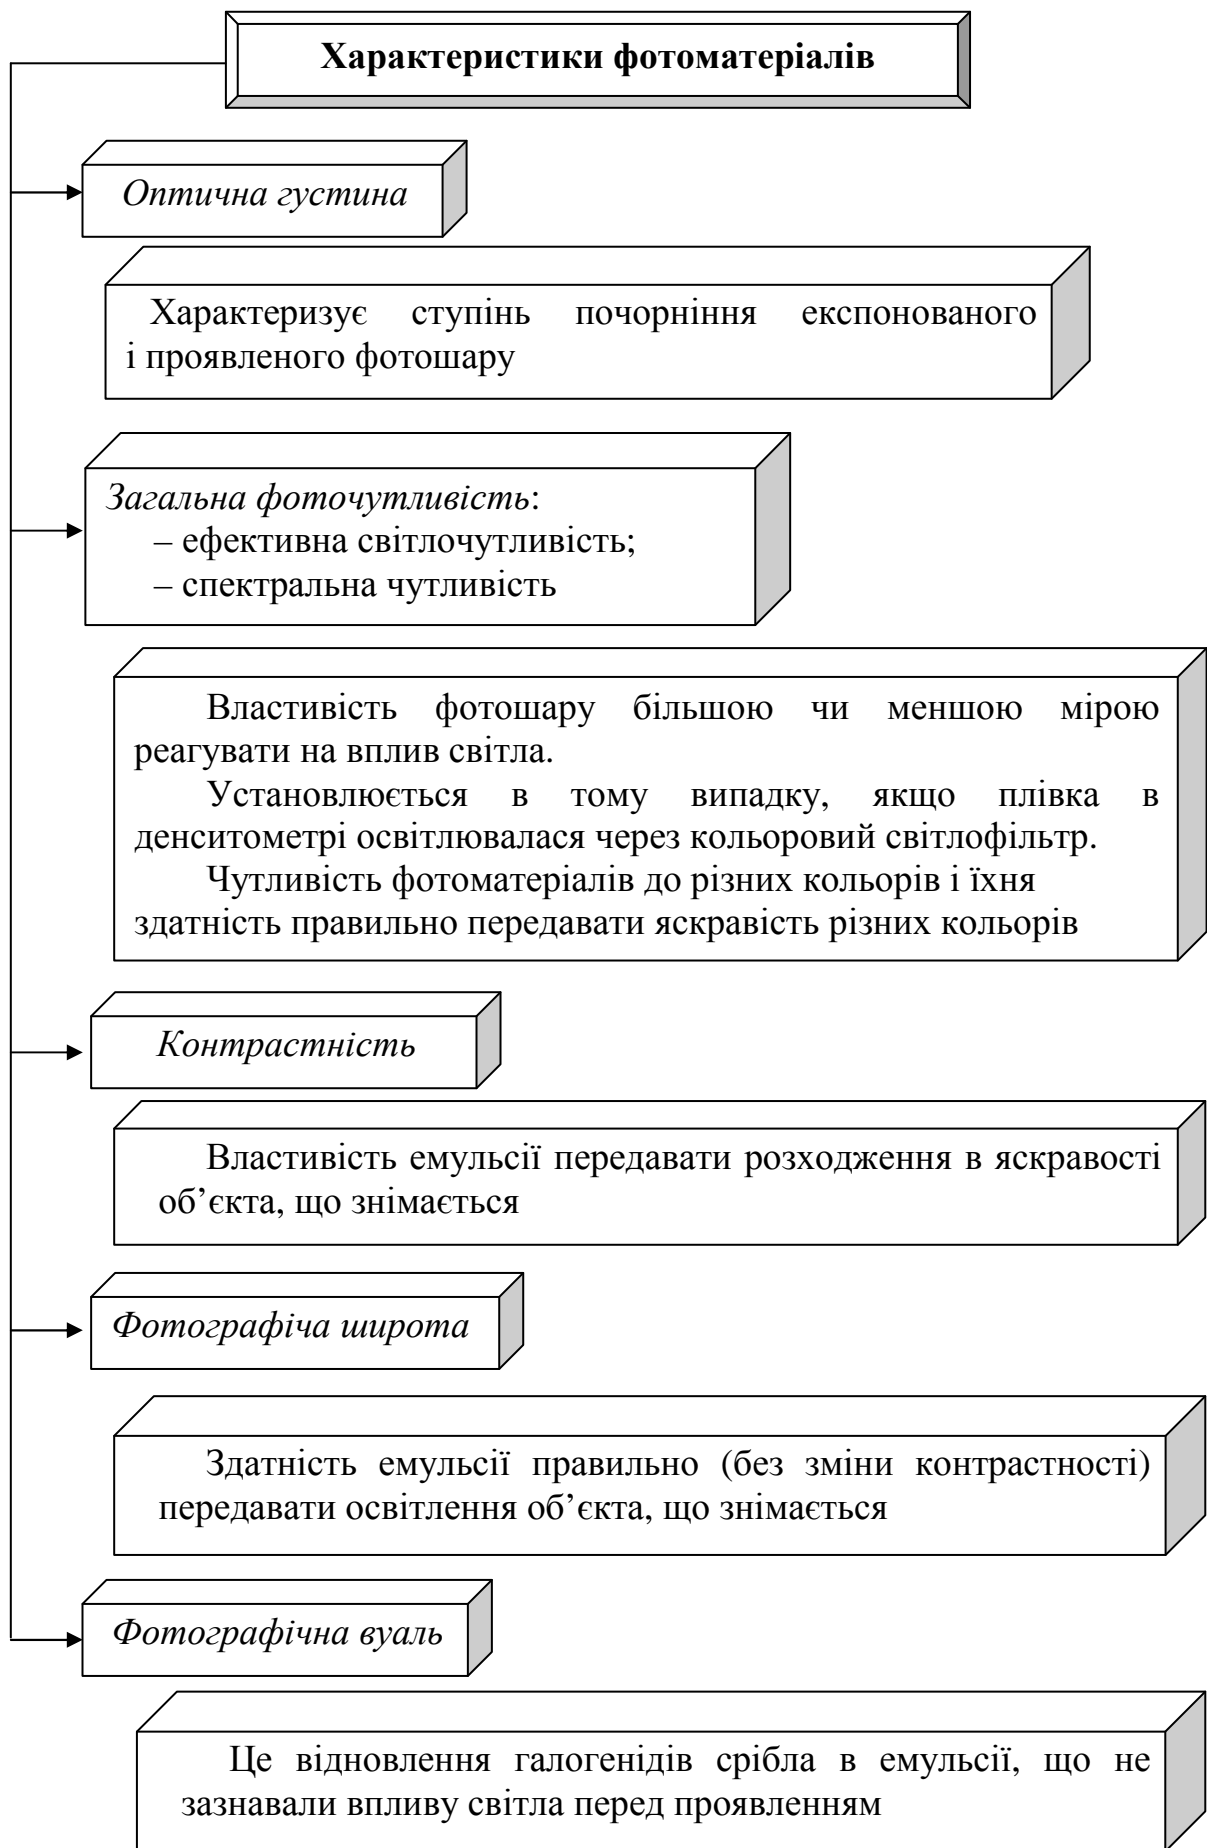 Характеристики фотоматеріалів
Оптична густина
Характеризує ступінь почорніння експонованого
і проявленого фотошару
Загальна фоточутливість:
– ефективна світлочутливість;
– спектральна чутливість
Властивість фотошару більшою чи меншою мірою
реагувати на вплив світла.
Установлюється в тому випадку, якщо плівка в
денситометрі освітлювалася через кольоровий світлофільтр.
Чутливість фотоматеріалів до різних кольорів і їхня
здатність правильно передавати яскравість різних кольорів
Контрастність
Властивість емульсії передавати розходження в яскравості
об’єкта, що знімається
Фотографіча широта
Здатність емульсії правильно (без зміни контрастності)
передавати освітлення об’єкта, що знімається
Фотографічна вуаль
Це відновлення галогенідів срібла в емульсії, що не
зазнавали впливу світла перед проявленням